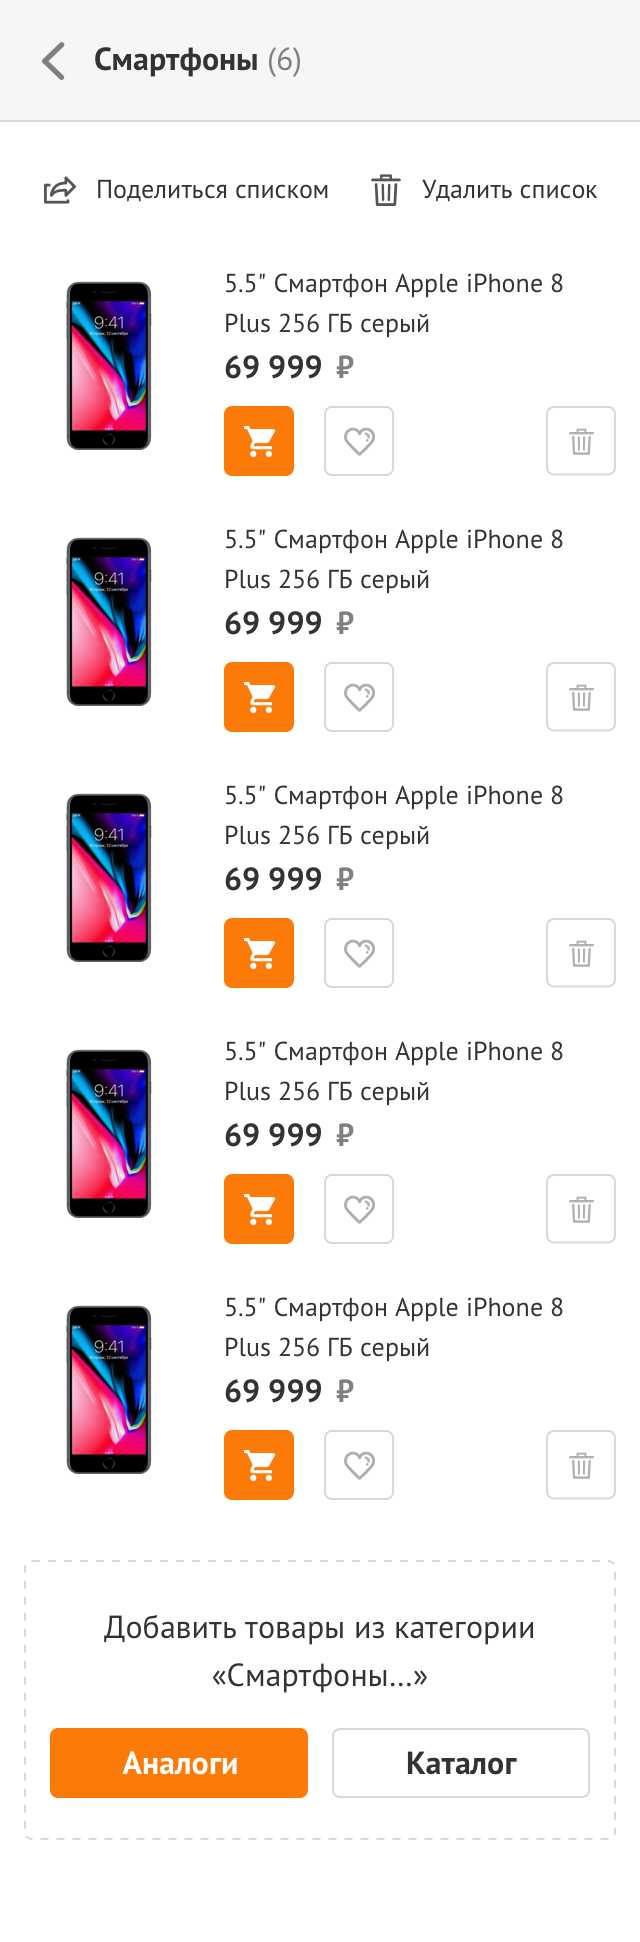 Смартфоны (6)
Поделиться списком
Удалить список
9:41
5.5" Смартфон Apple iPhone 8
Plus 256 ГБ серый
69 999 ₽
9:41
5.5" Смартфон Apple iPhone 8
Plus 256 ГБ серый
69 999 ₽
9:41
5.5" Смартфон Apple iPhone 8
Plus 256 ГБ серый
69 999 ₽
9:41
5.5" Смартфон Apple iPhone 8
Plus 256 ГБ серый
69 999 ₽
9:41
5.5" Смартфон Apple iPhone 8
Plus 256 ГБ серый
69 999 ₽
Добавить товары из категории
«Смартфоны...»
Аналоги
Каталог